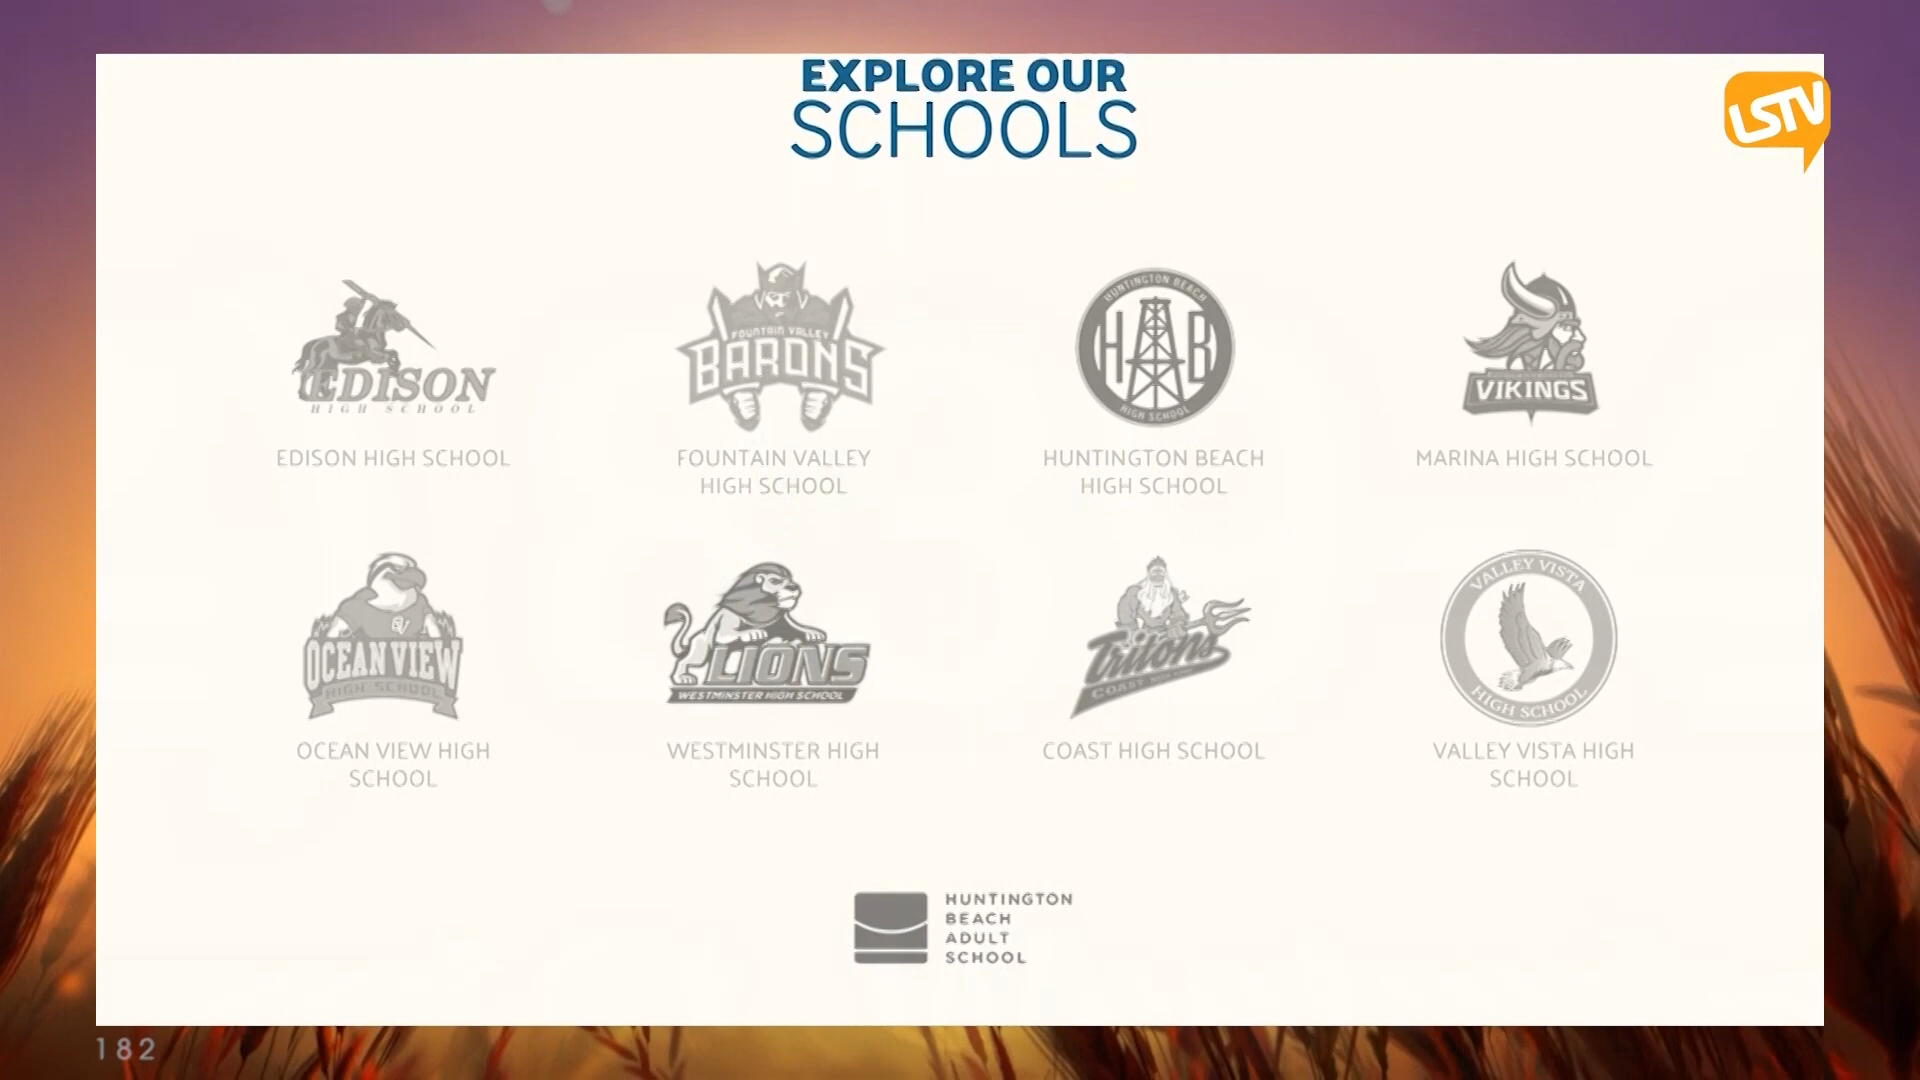 EXPLORE OUR
SCHOOLS
LSTV
EDISON
HIGH SCHOOL
EDISON HIGH SCHOOL
FOUNTAIN VALLEY
BARONS
FOUNTAIN VALLEY
HIGH SCHOOL
HUNTINGTON BEACH
H B
HIGH SCHOOL
HUNTINGTON BEACH
HIGH SCHOOL
VIKINGS
MARINA HIGH SCHOOL
OV
OCEAN VIEW
HIGH SCHOOL
OCEAN VIEW HIGH
SCHOOL
LIONS
WESTMINSTER HIGH SCHOOL
WESTMINSTER HIGH
SCHOOL
Tritons
COAST HIGH
COAST HIGH SCHOOL
VALLEY VISTA
HIGH SCHOOL
VALLEY VISTA HIGH
SCHOOL
HUNTINGTON
BEACH
ADULT
SCHOOL
182